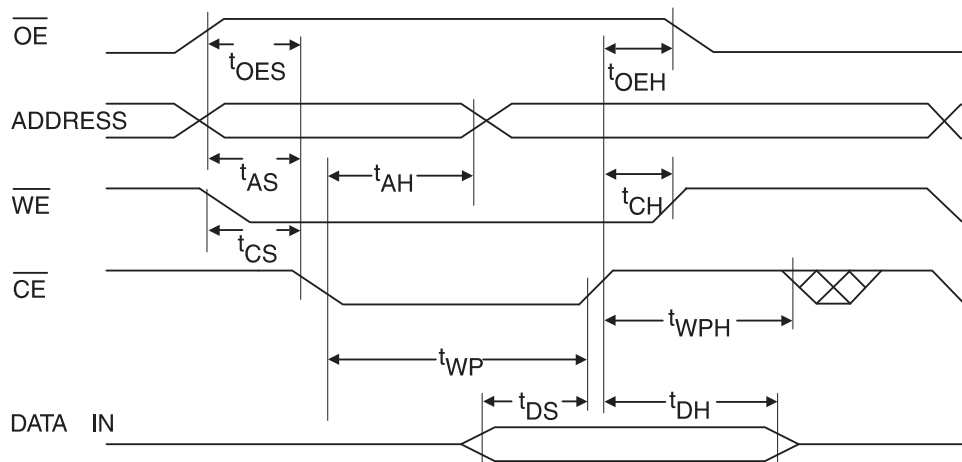 OE
tOES
tOEH
ADDRESS
tAS
tAH
tCH
WE
tCS
CE
tWPH
tWP
tDS
tDH
DATA IN